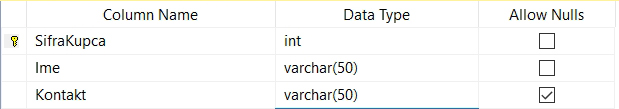 Column Name Data Type Allow Nulls
SifraKupca int
Ime varchar(50)
Kontakt varchar(50)